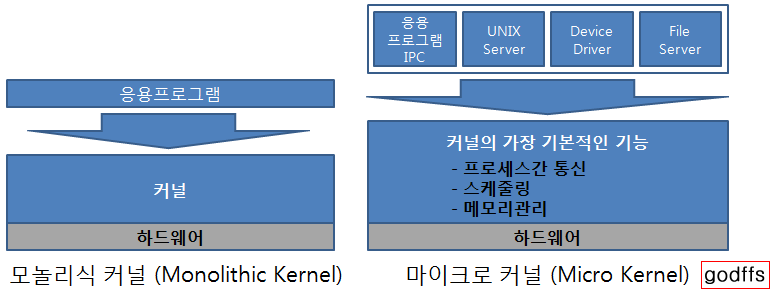 응용프로그램
커널
하드웨어
모놀리식 커널 (Monolithic Kernel)
응용
프로그램
IPC
UNIX
Server
Device
Driver
File
Server
커널의 가장 기본적인 기능
- 프로세스간 통신
- 스케줄링
- 메모리관리
하드웨어
마이크로 커널 (Micro Kernel)
godffs